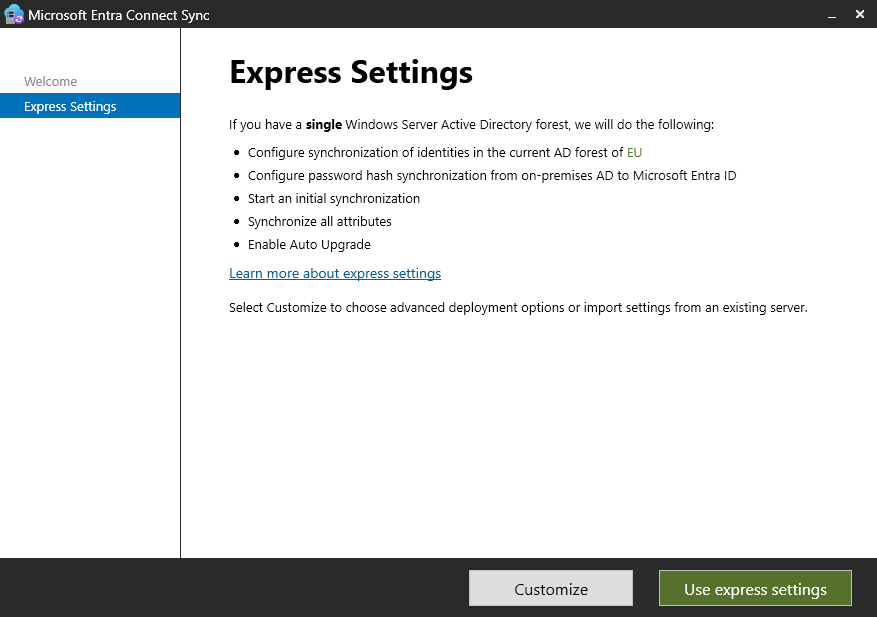 Microsoft Entra Connect Sync
Welcome
Express Settings
Express Settings
If you have a single Windows Server Active Directory forest, we will do the following:
• Configure synchronization of identities in the current AD forest of EU
• Configure password hash synchronization from on-premises AD to Microsoft Entra ID
• Start an initial synchronization
• Synchronize all attributes
• Enable Auto Upgrade
Learn more about express settings
Select Customize to choose advanced deployment options or import settings from an existing server.
Customize
Use express settings